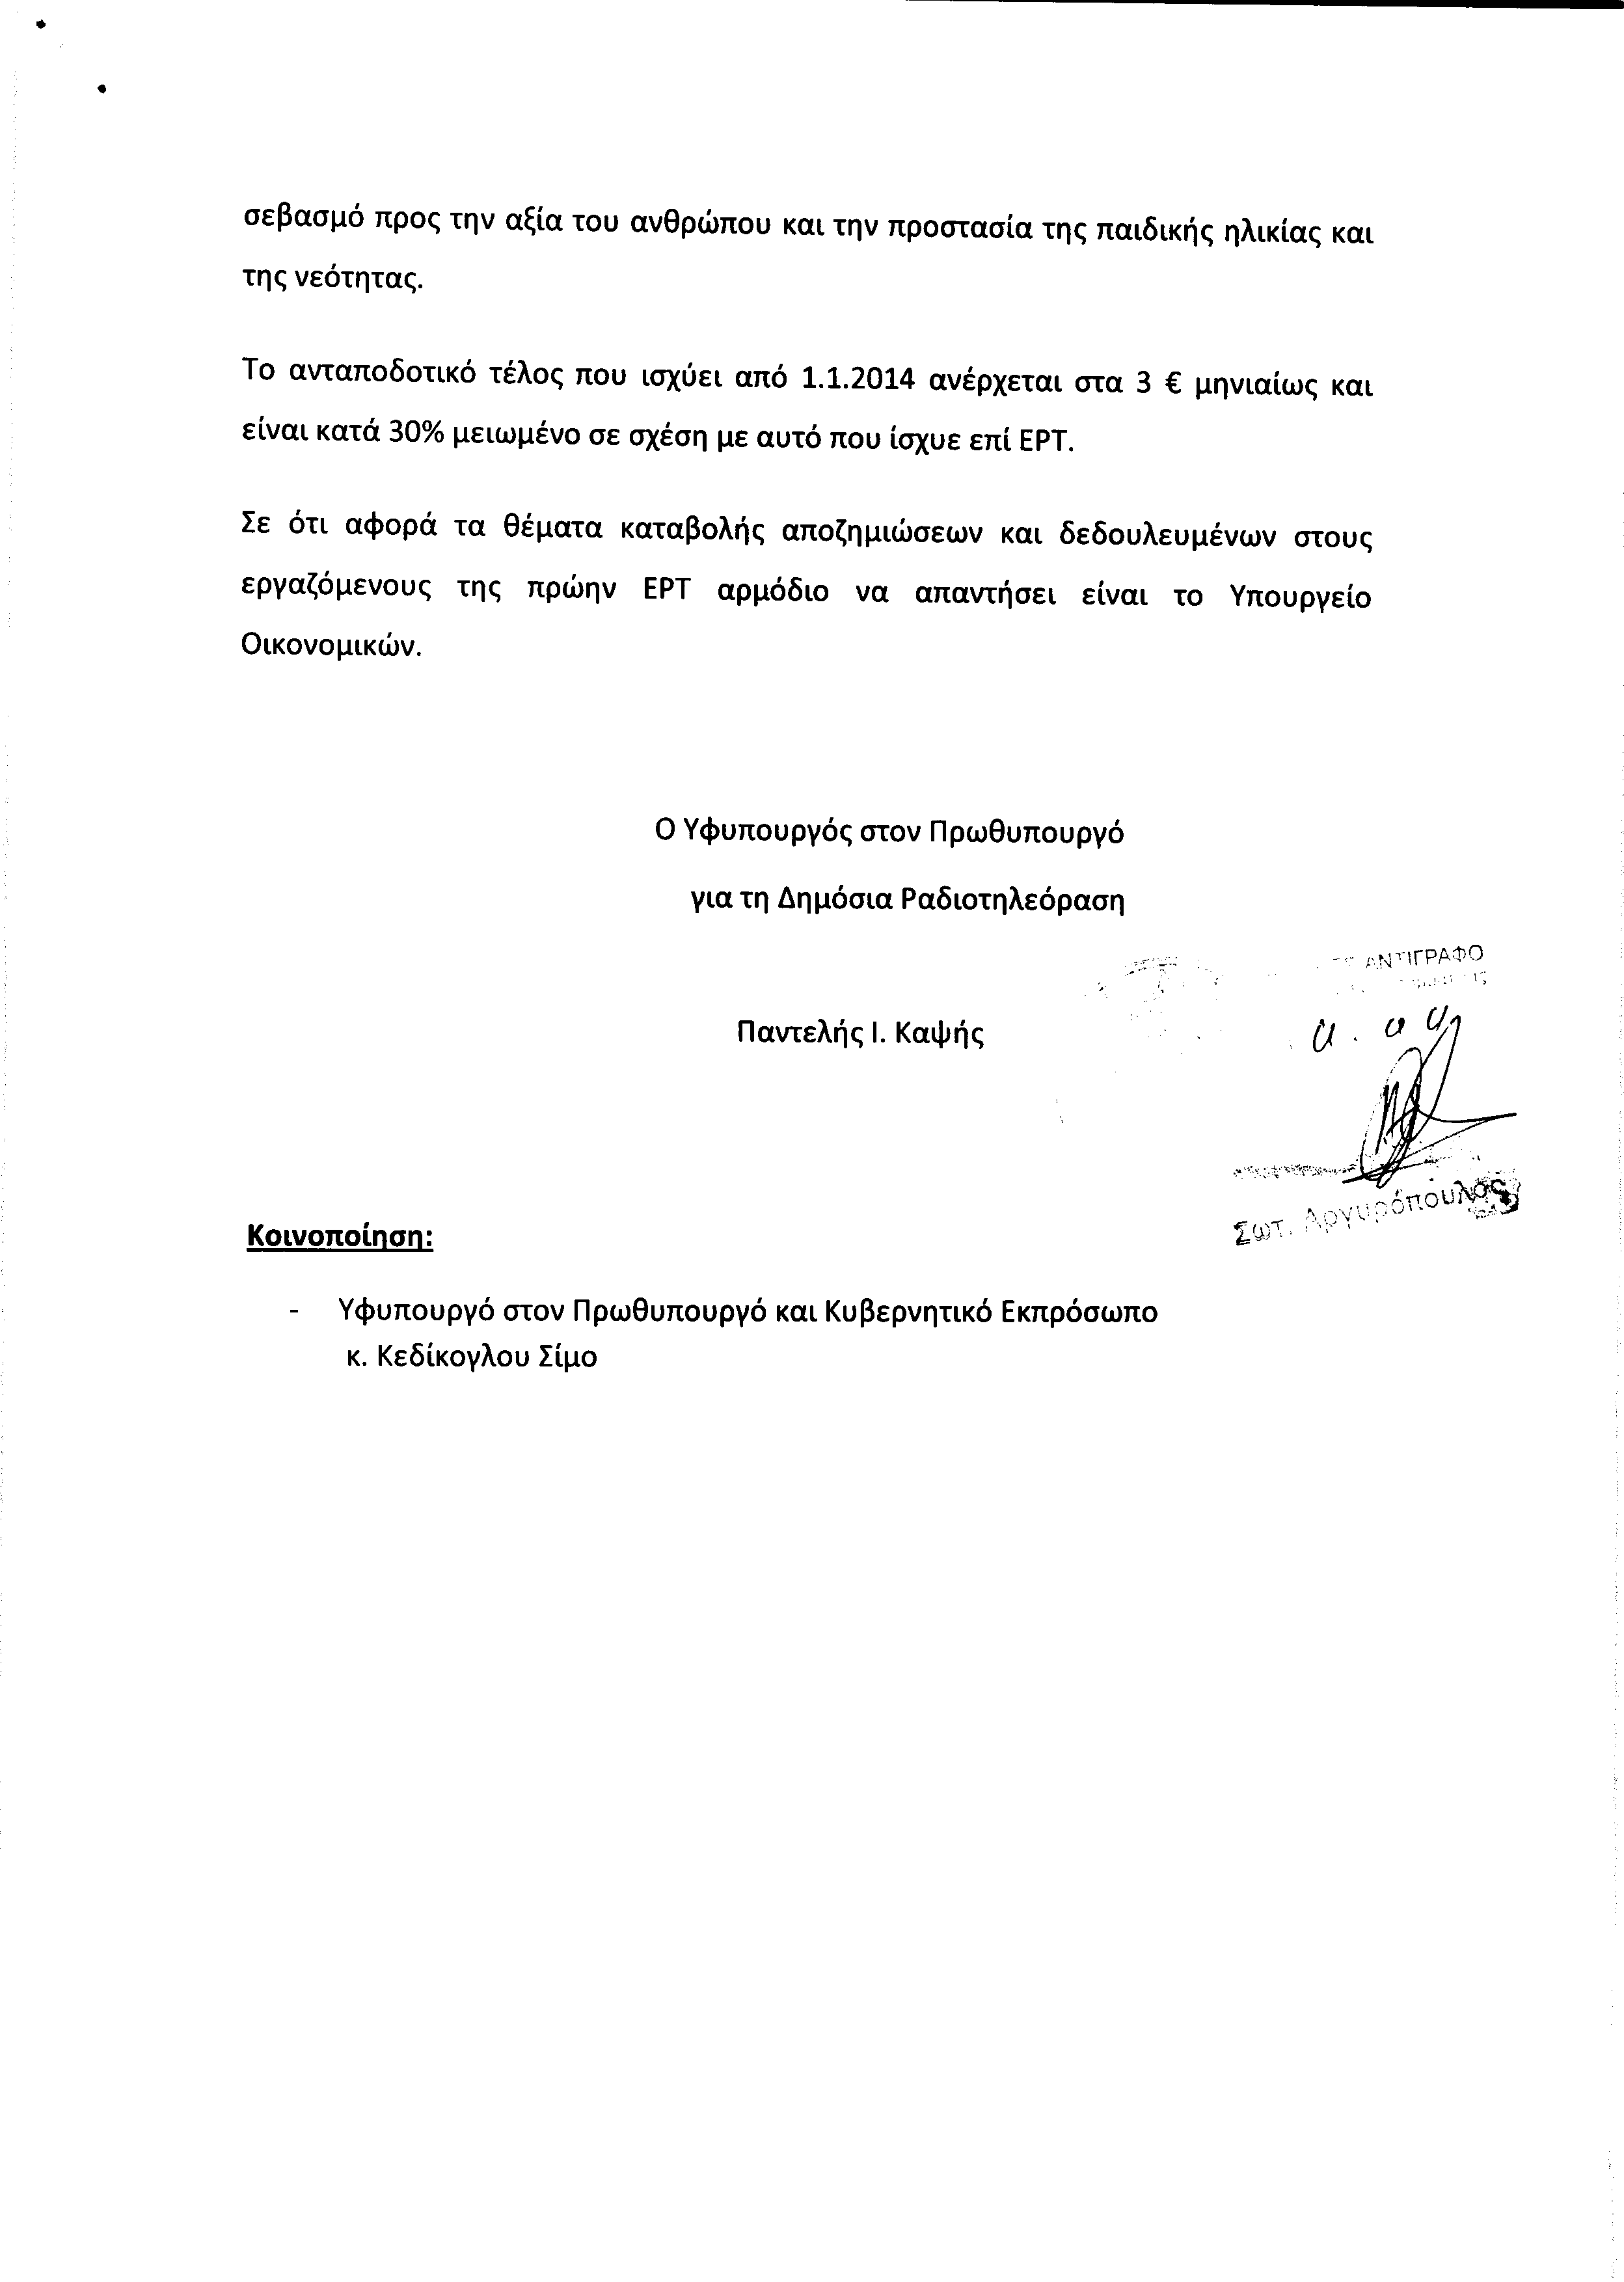 σεβασμό προς την αξία του ανθρώπου και την προστασία της παιδικής ηλικίας και
της νεότητας.
Το ανταποδοτικό τέλος που ισχύει από 1.1.2014 ανέρχεται στα 3 € μηνιαίως και
είναι κατά 30% μειωμένο σε σχέση με αυτό που ίσχυε επί ΕΡΤ.
Σε ότι αφορά τα θέματα καταβολής αποζημιώσεων και δεδουλευμένων στους
εργαζόμενους της πρώην ΕΡΤ αρμόδιο να απαντήσει είναι το Υπουργείο
Οικονομικών.
Ο Υφυπουργός στον Πρωθυπουργό
για τη Δημόσια Ραδιοτηλεόραση
ΑΝΤΙΓΡΑΦΟ
Παντελής Ι. Καψής
Σωτ. Αργυρόπουλος
Κοινοποίηση:
- Υφυπουργό στον Πρωθυπουργό και Κυβερνητικό Εκπρόσωπο
κ. Κεδίκογλου Σίμο